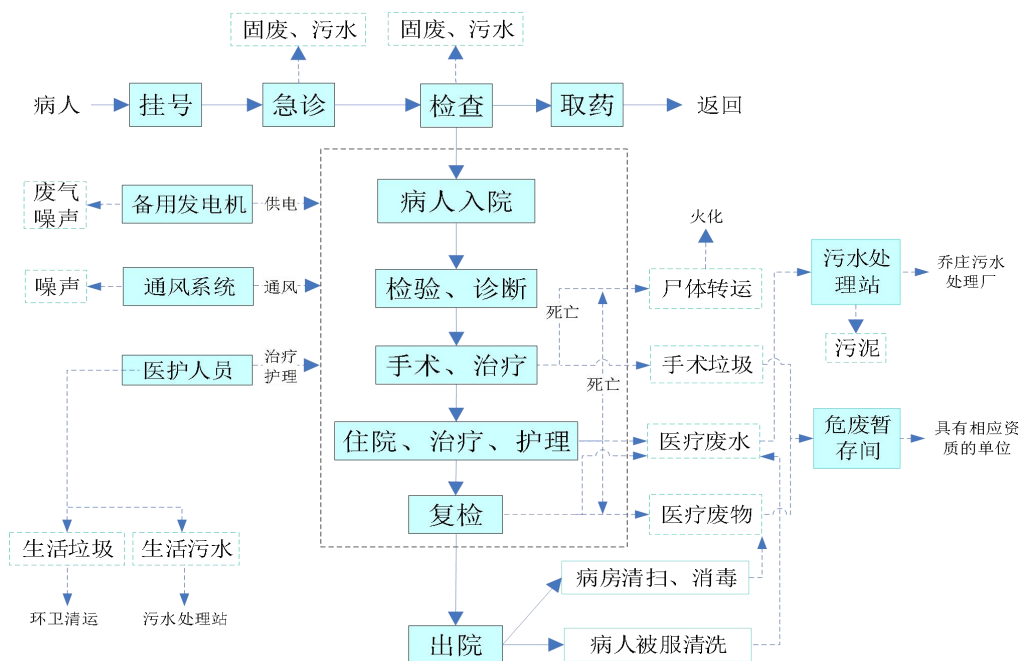 固废、污水
固废、污水
病人
挂号
急诊
检查
取药
返回
废气
噪声
备用发电机
供电
病人入院
火化
噪声
通风系统
通风
检验、诊断
死亡
尸体转运
污水处
理站
乔庄污水
处理厂
污泥
医护人员
治疗
护理
手术、治疗
死亡
手术垃圾
住院、治疗、护理
医疗废水
危废暂
存间
具有相应资
质的单位
复检
医疗废物
生活垃圾
生活污水
病房清扫、消毒
环卫清运
污水处理站
出院
病人被服清洗